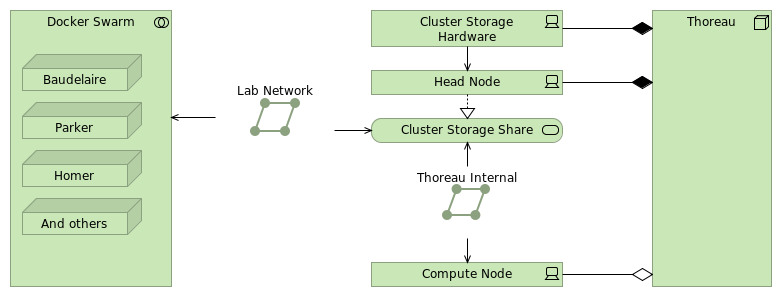 Docker Swarm
Baudelaire
Parker
Homer
And others
Lab Network
Cluster Storage
Hardware
Head Node
Cluster Storage Share
Thoreau Internal
Compute Node
Thoreau